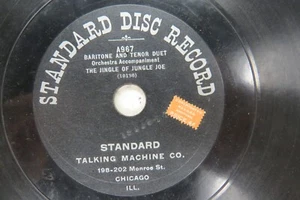 STANDARD DISC RECORD
A967
BARITONE AND TENOR DUET
Orchestra Accompaniment
THE JINGLE OF JUNGLE JOE
STANDARD
TALKING MACHINE CO.
198-202 Monroe St.
CHICAGO
ILL.